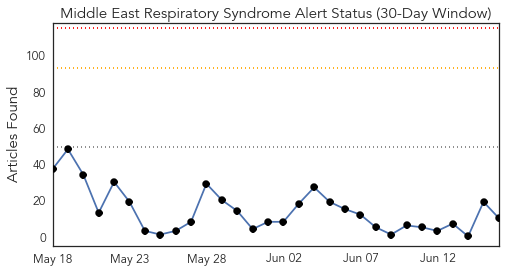 Middle East Respiratory Syndrome Alert Status (30-Day Window)
Articles Found
100
80
60
40
20
0
May 18 May 23 May 28 Jun 02 Jun 07 Jun 12